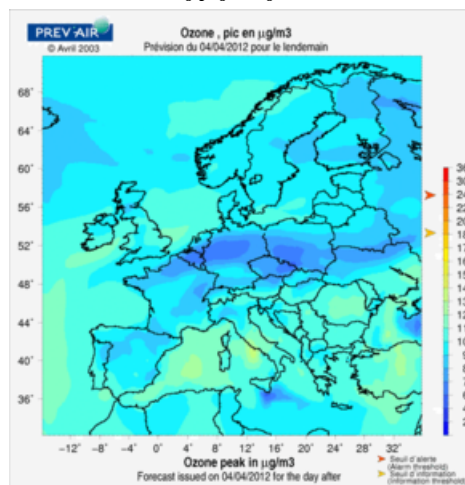 PREV'AIR
© Avril 2003
Ozone , pic en µg/m3
Prévision du 04/04/2012 pour le lendemain
68°
64°
60°
56°
52°
48°
44°
40°
36°
-12° -8° -4° 0° 4° 8° 12° 16° 20° 24° 28° 32°
Ozone peak in µg/m3
Forecast issued on 04/04/2012 for the day after
Seuil d'alerte
(Alarm threshold)
Seuil d'information
(Information threshold